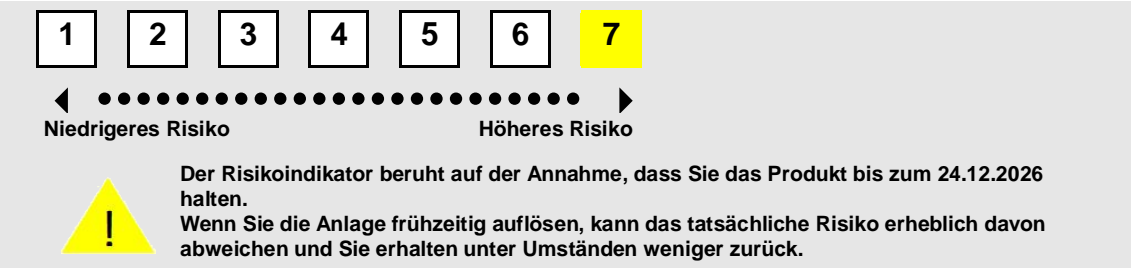 1 2 3 4 5 6 7
Niedrigeres Risiko Höheres Risiko
Der Risikoindikator beruht auf der Annahme, dass Sie das Produkt bis zum 24.12.2026
halten.
Wenn Sie die Anlage frühzeitig auflösen, kann das tatsächliche Risiko erheblich davon
abweichen und Sie erhalten unter Umständen weniger zurück.
!